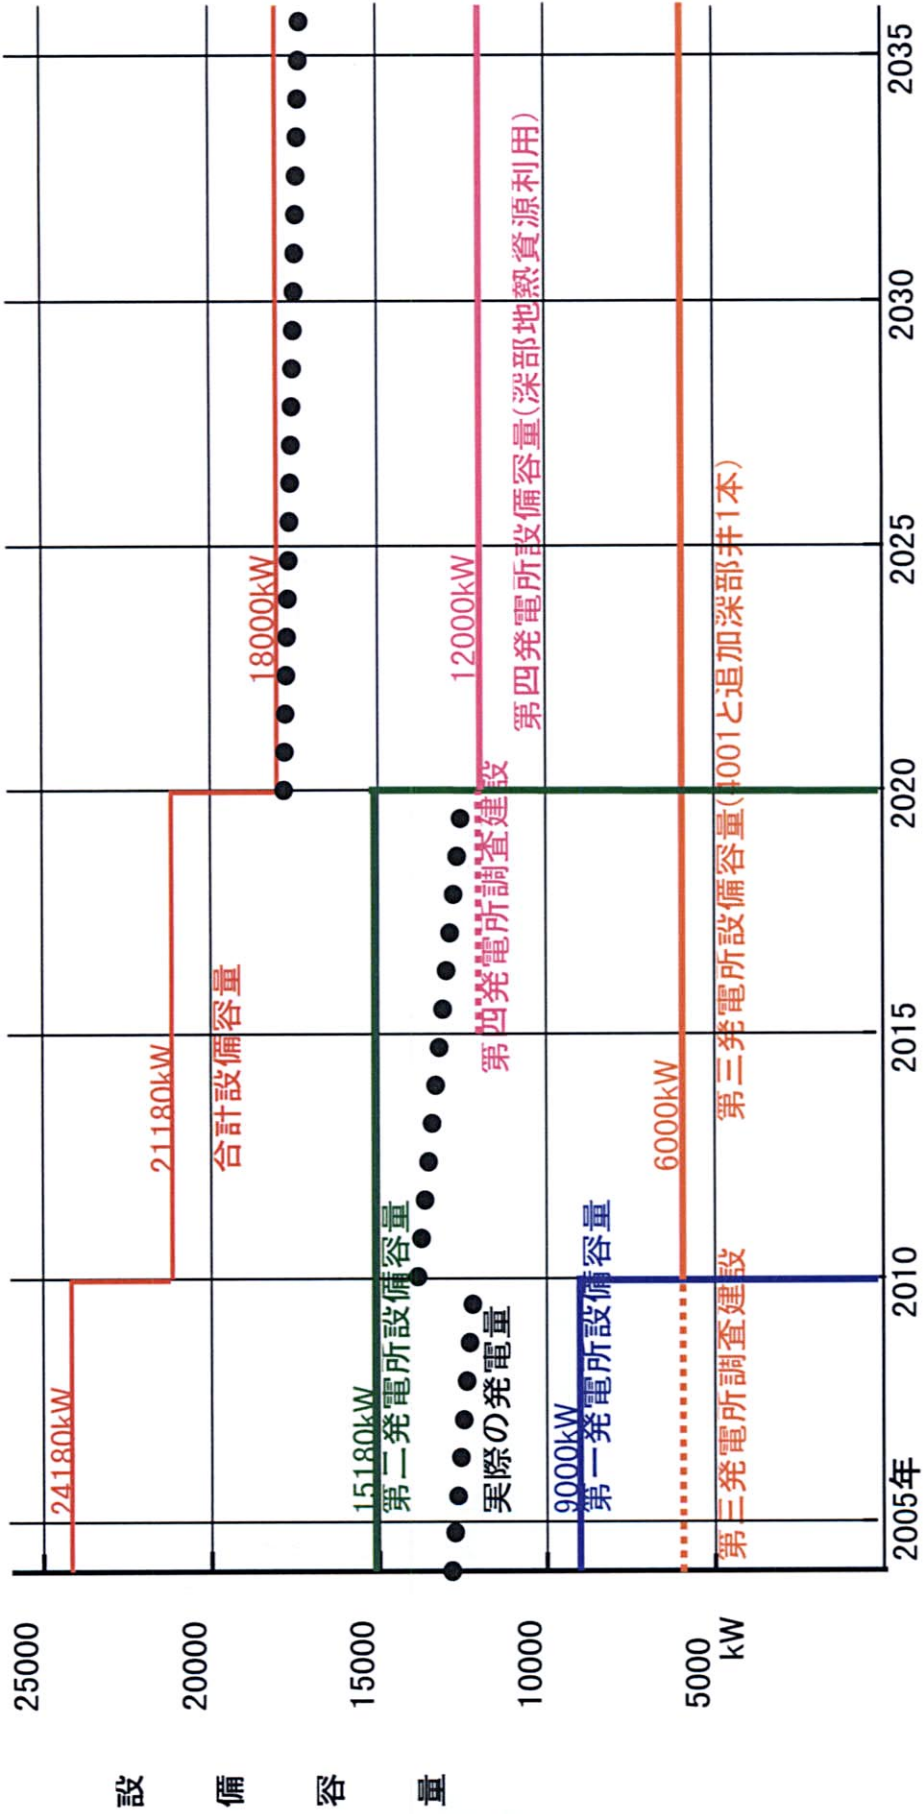 設備容量
25000
20000
15000
10000
5000
kW
24180kW
21180kW
合計設備容量
18000kW
15180kW
第二発電所設備容量
実際の発電量
第四発電所調査建設
12000kW
第四発電所設備容量(深部地熱資源利用)
9000kW
第一発電所設備容量
6000kW
第三発電所調査建設
第三発電所設備容量(4001と追加深部井1本)
2005年
2010
2015
2020
2025
2030
2035